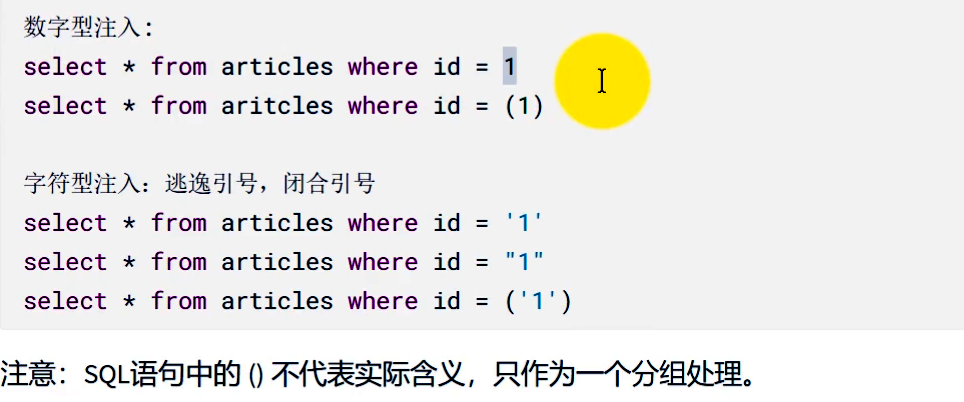 数字型注入:
select * from articles where id = 1
select * from aritcles where id = (1)
字符型注入：逃逸引号，闭合引号
select * from articles where id = '1'
select * from articles where id = "1"
select * from articles where id = ('1')
注意：SQL语句中的 () 不代表实际含义，只作为一个分组处理。